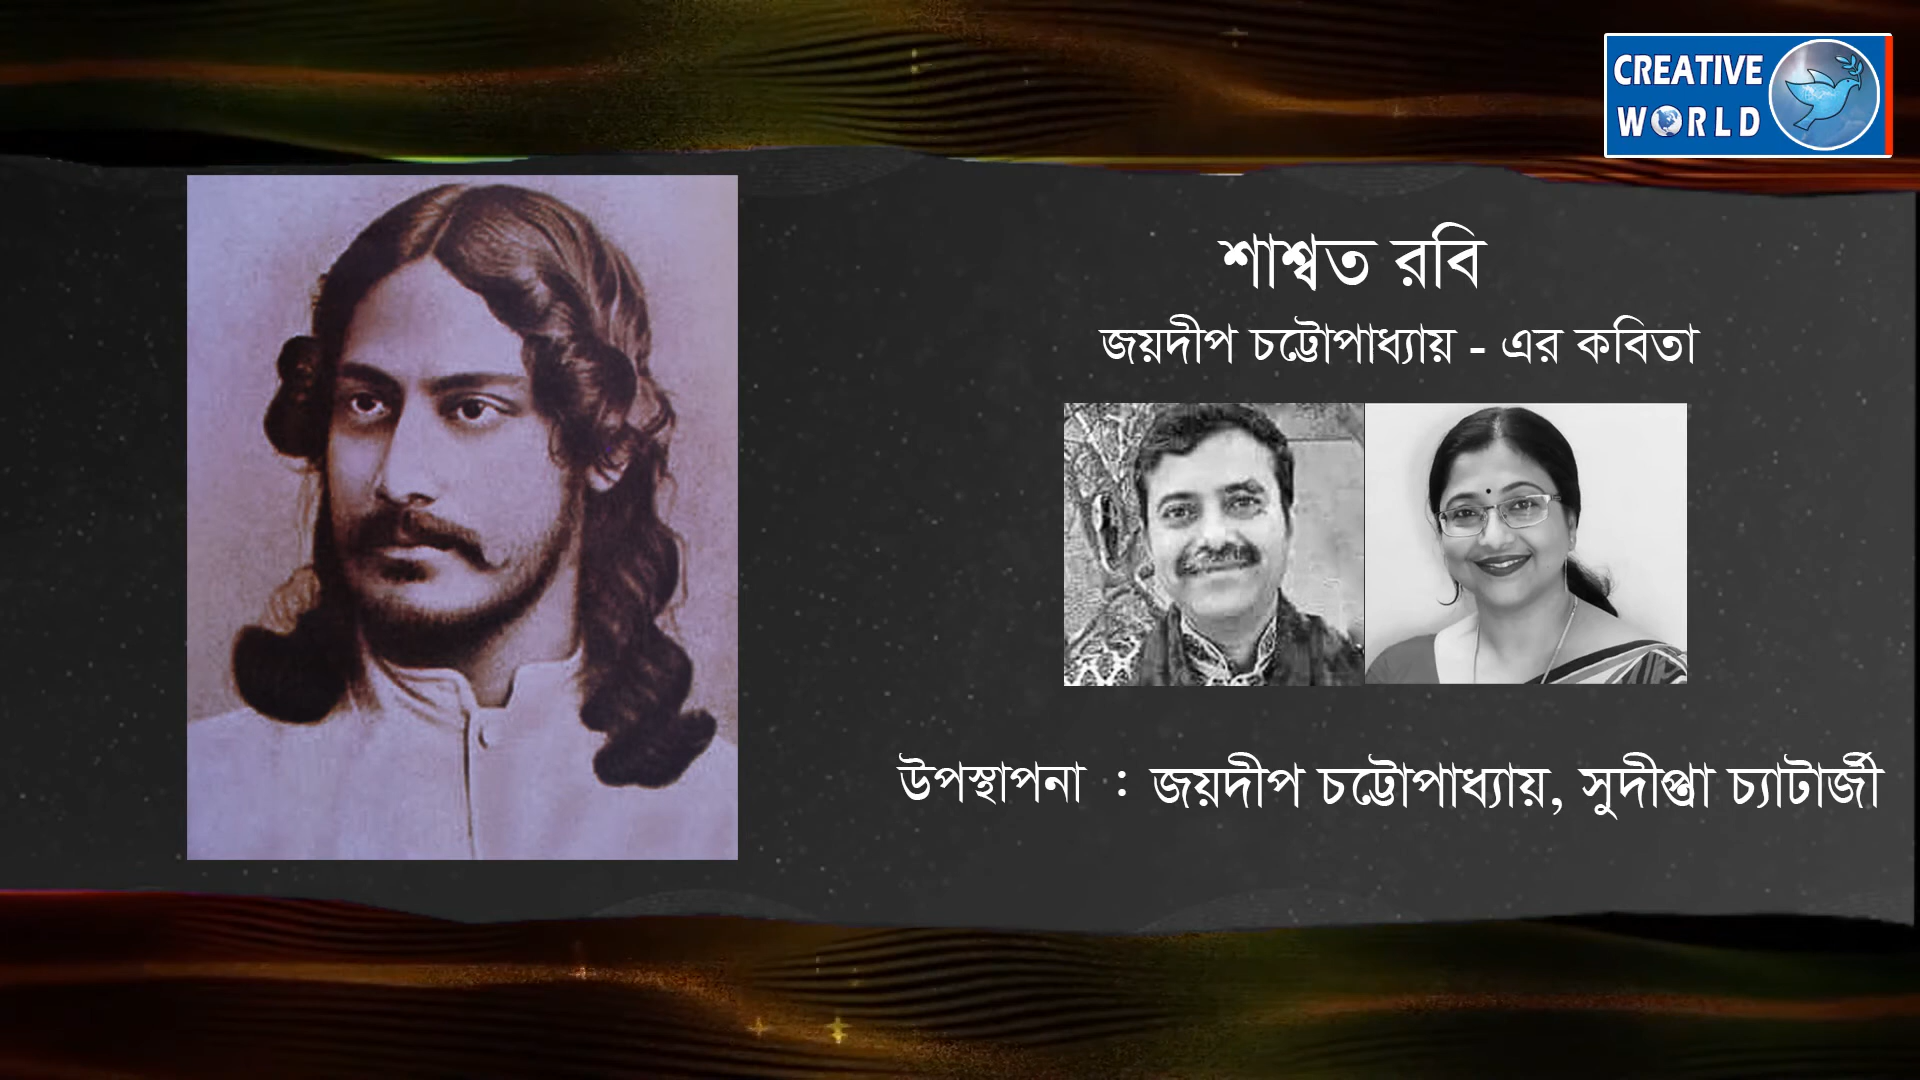 CREATIVE
WORLD
শাশ্বত রবি
জয়দীপ চট্টোপাধ্যায় - এর কবিতা
উপস্থাপনা : জয়দীপ চট্টোপাধ্যায়, সুদীপ্তা চ্যাটার্জী